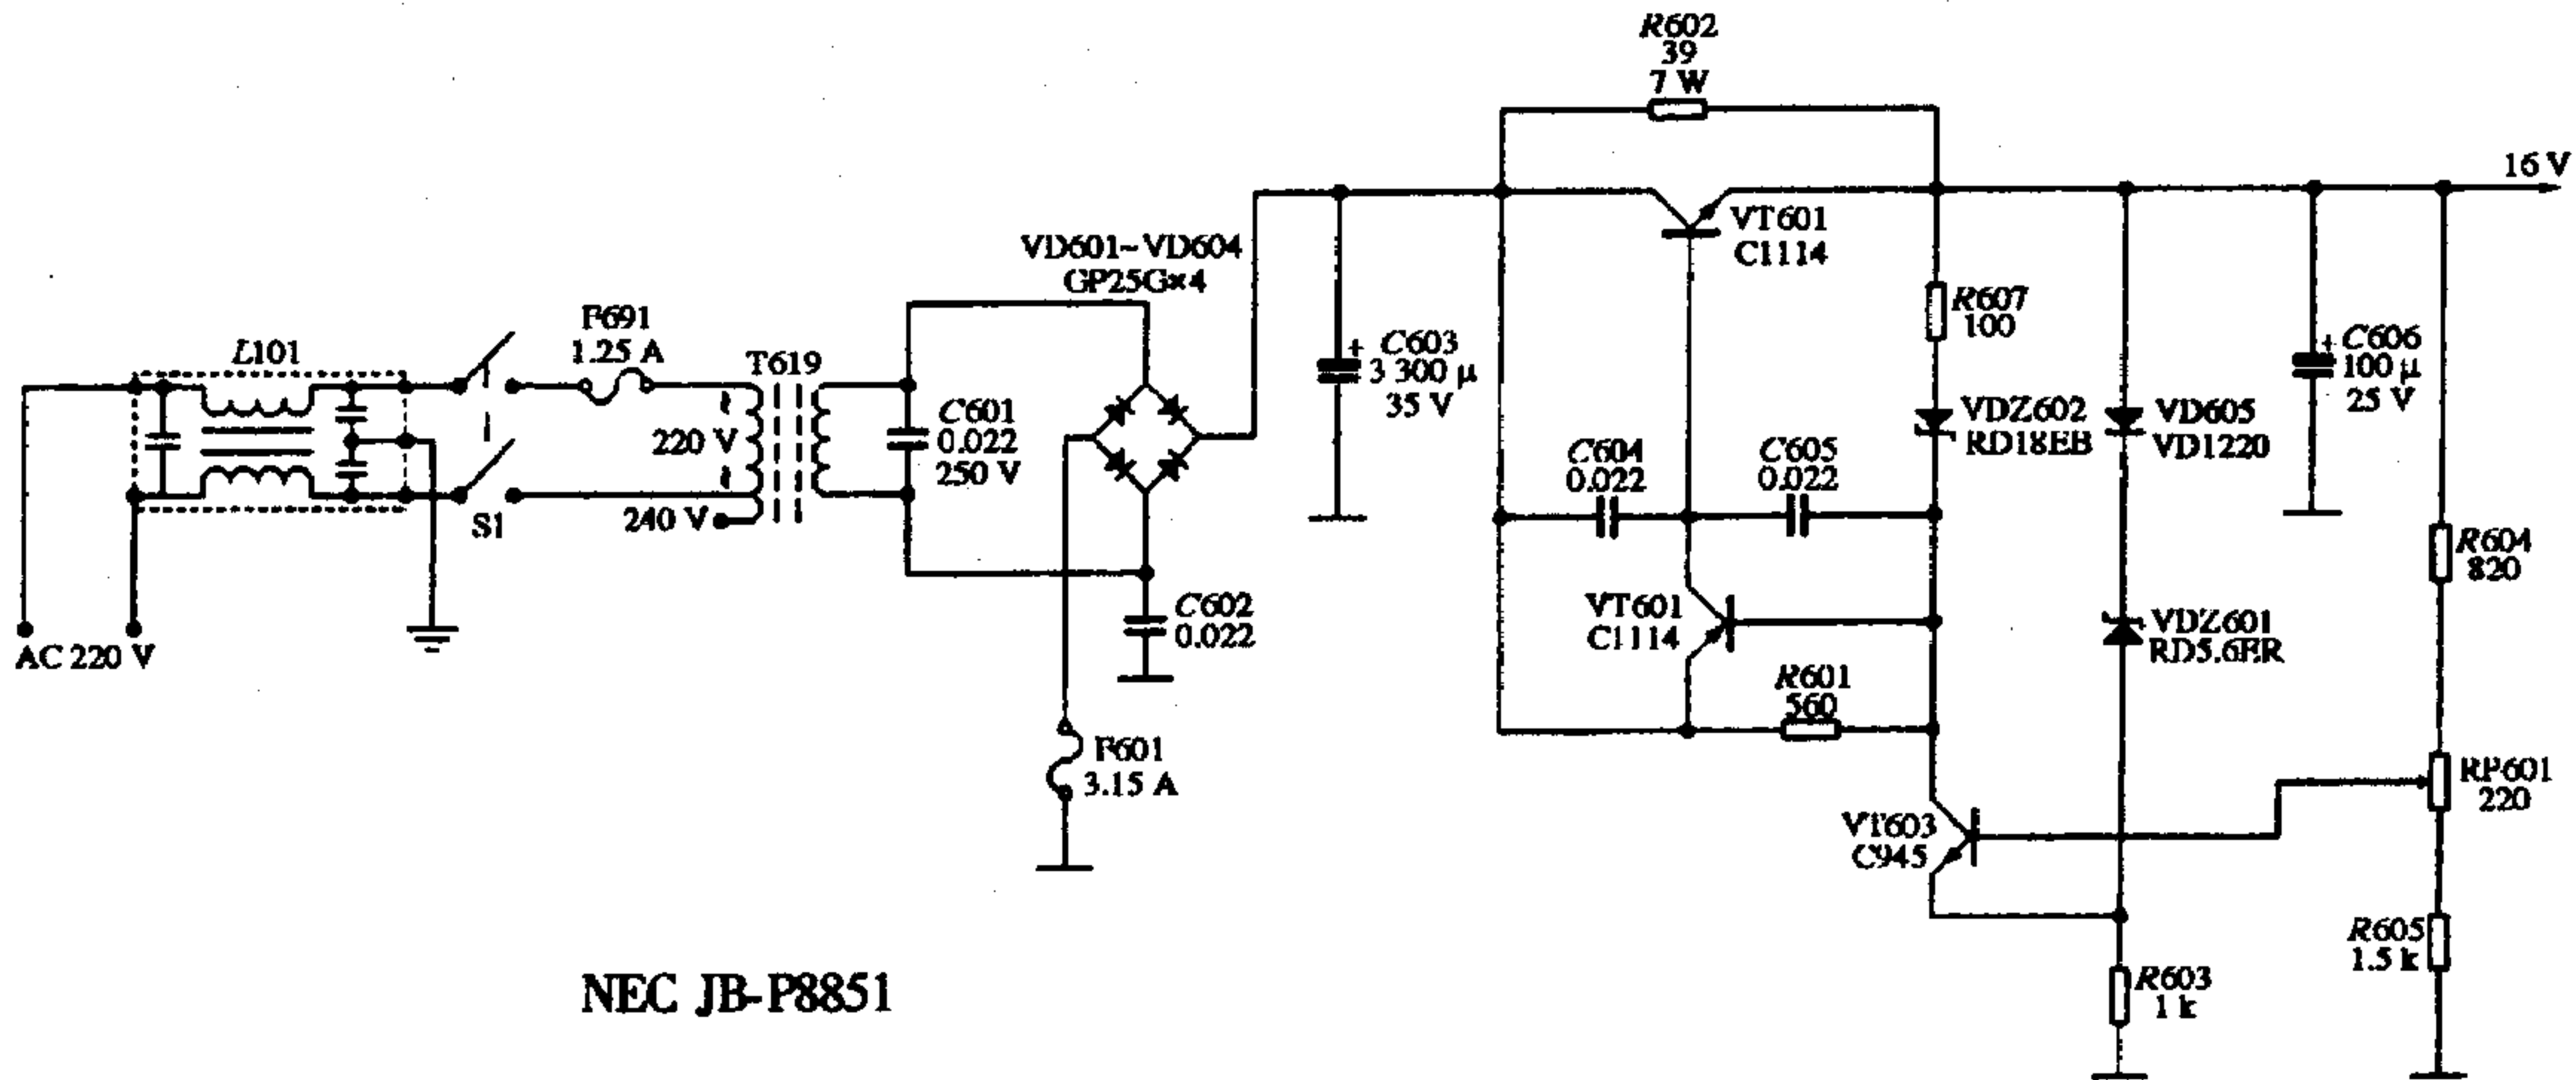 R602
39
7 W
16 V
VT601
C1114
VD601~VD604
GP25G×4
R607
100
F691
1.25 A
L101
T619
C603
3 300 μ
35 V
C606
100 μ
25 V
C601
0.022
250 V
220 V
240 V
S1
VDZ602
RD18EB
VD605
VD1220
C604
0.022
C605
0.022
R604
820
C602
0.022
VT601
C1114
VDZ601
RD5.6ER
AC 220 V
R601
560
F601
3.15 A
RP601
220
VT603
C945
R605
1.5 k
R603
1 k
NEC JB-P8851